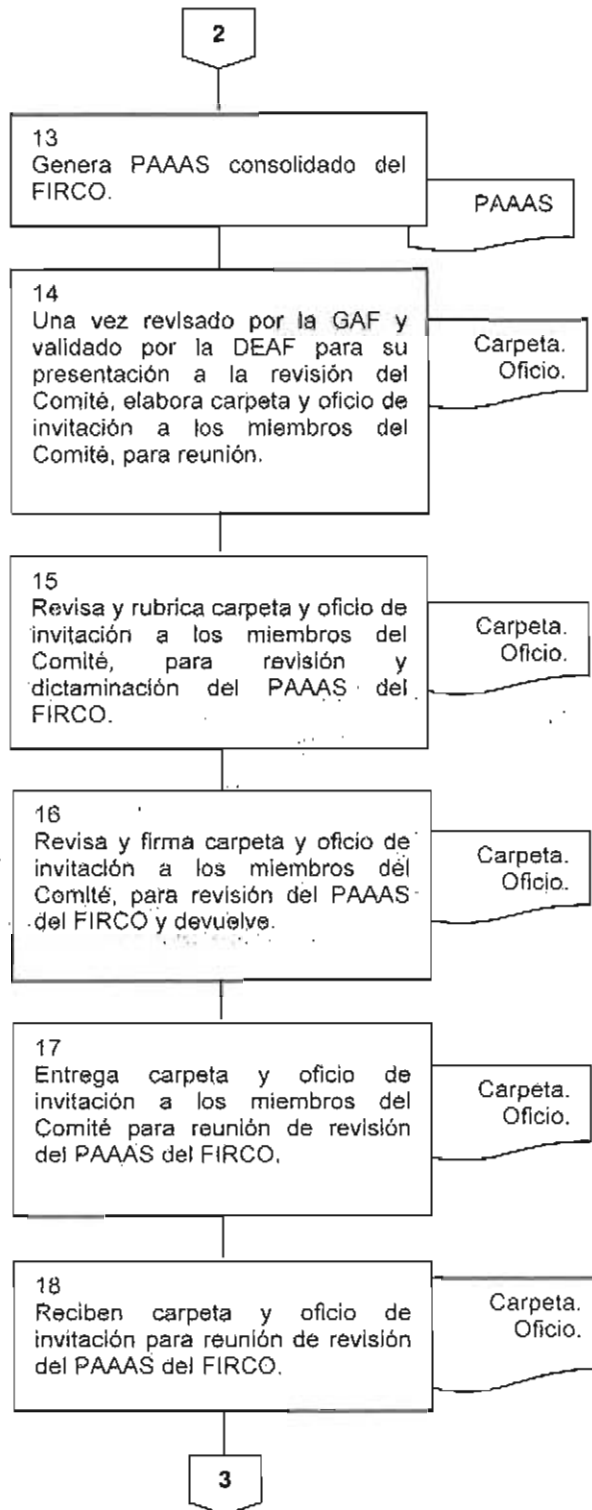 2
13
Genera PAAAS consolidado del
FIRCO.
PAAAS
14
Una vez revisado por la GAF y
validado por la DEAF para su
presentación a la revisión del
Comité, elabora carpeta y oficio de
invitación a los miembros del
Comité, para reunión.
Carpeta.
Oficio.
15
Revisa y rubrica carpeta y oficio de
invitación a los miembros del
Comité, para revisión y
dictaminación del PAAAS del
FIRCO.
Carpeta.
Oficio.
16
Revisa y firma carpeta y oficio de
invitación a los miembros del
Comité, para revisión del PAAAS
del FIRCO y devuelve.
Carpeta.
Oficio.
17
Entrega carpeta y oficio de
invitación a los miembros del
Comité para reunión de revisión
del PAAAS del FIRCO.
Carpeta.
Oficio.
18
Reciben carpeta y oficio de
invitación para reunión de revisión
del PAAAS del FIRCO.
Carpeta.
Oficio.
3